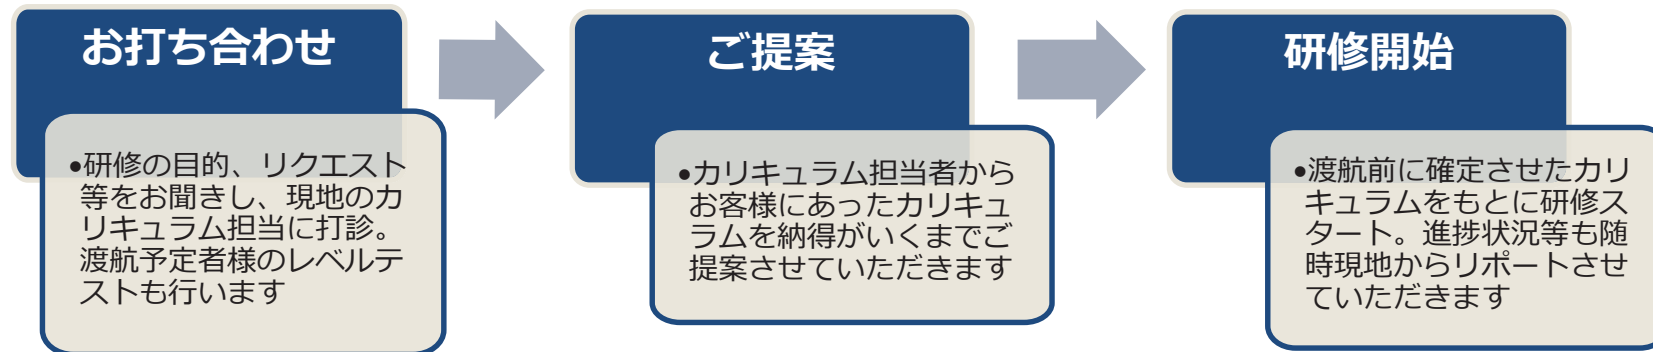 お打ち合わせ
•研修の目的、リクエスト
等をお聞きし、現地のカ
リキュラム担当に打診。
渡航予定者様のレベルテ
ストも行います
ご提案
•カリキュラム担当者から
お客様にあったカリキュ
ラムを納得がいくまでご
提案させていただきます
研修開始
•渡航前に確定させたカリ
キュラムをもとに研修ス
タート。進捗状況等も随
時現地からリポートさせ
ていただきます